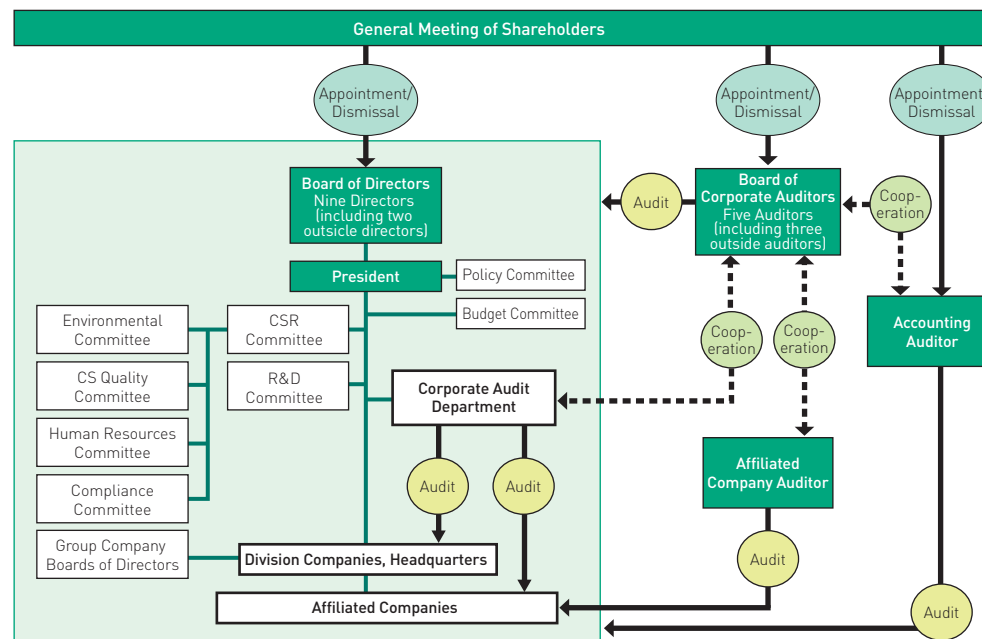 General Meeting of Shareholders
Appointment/
Dismissal
Appointment/
Dismissal
Appointment/
Dismissal
Board of Directors
Nine Directors
(including two
outsicle directors)
Audit
Board of
Corporate Auditors
Five Auditors
(including three
outside auditors)
Coop-
eration
President
Policy Committee
Budget Committee
Environmental
Committee
CSR
Committee
Coop-
eration
Coop-
eration
Accounting
Auditor
CS Quality
Committee
R&D
Committee
Corporate Audit
Department
Human Resources
Committee
Affiliated
Company Auditor
Audit
Audit
Compliance
Committee
Group Company
Boards of Directors
Division Companies, Headquarters
Audit
Affiliated Companies
Audit